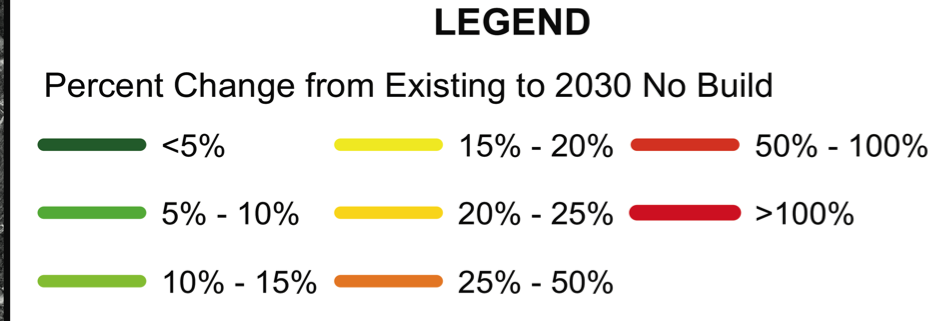 LEGEND
Percent Change from Existing to 2030 No Build
<5%
5% - 10%
10% - 15%
15% - 20%
20% - 25%
25% - 50%
50% - 100%
>100%